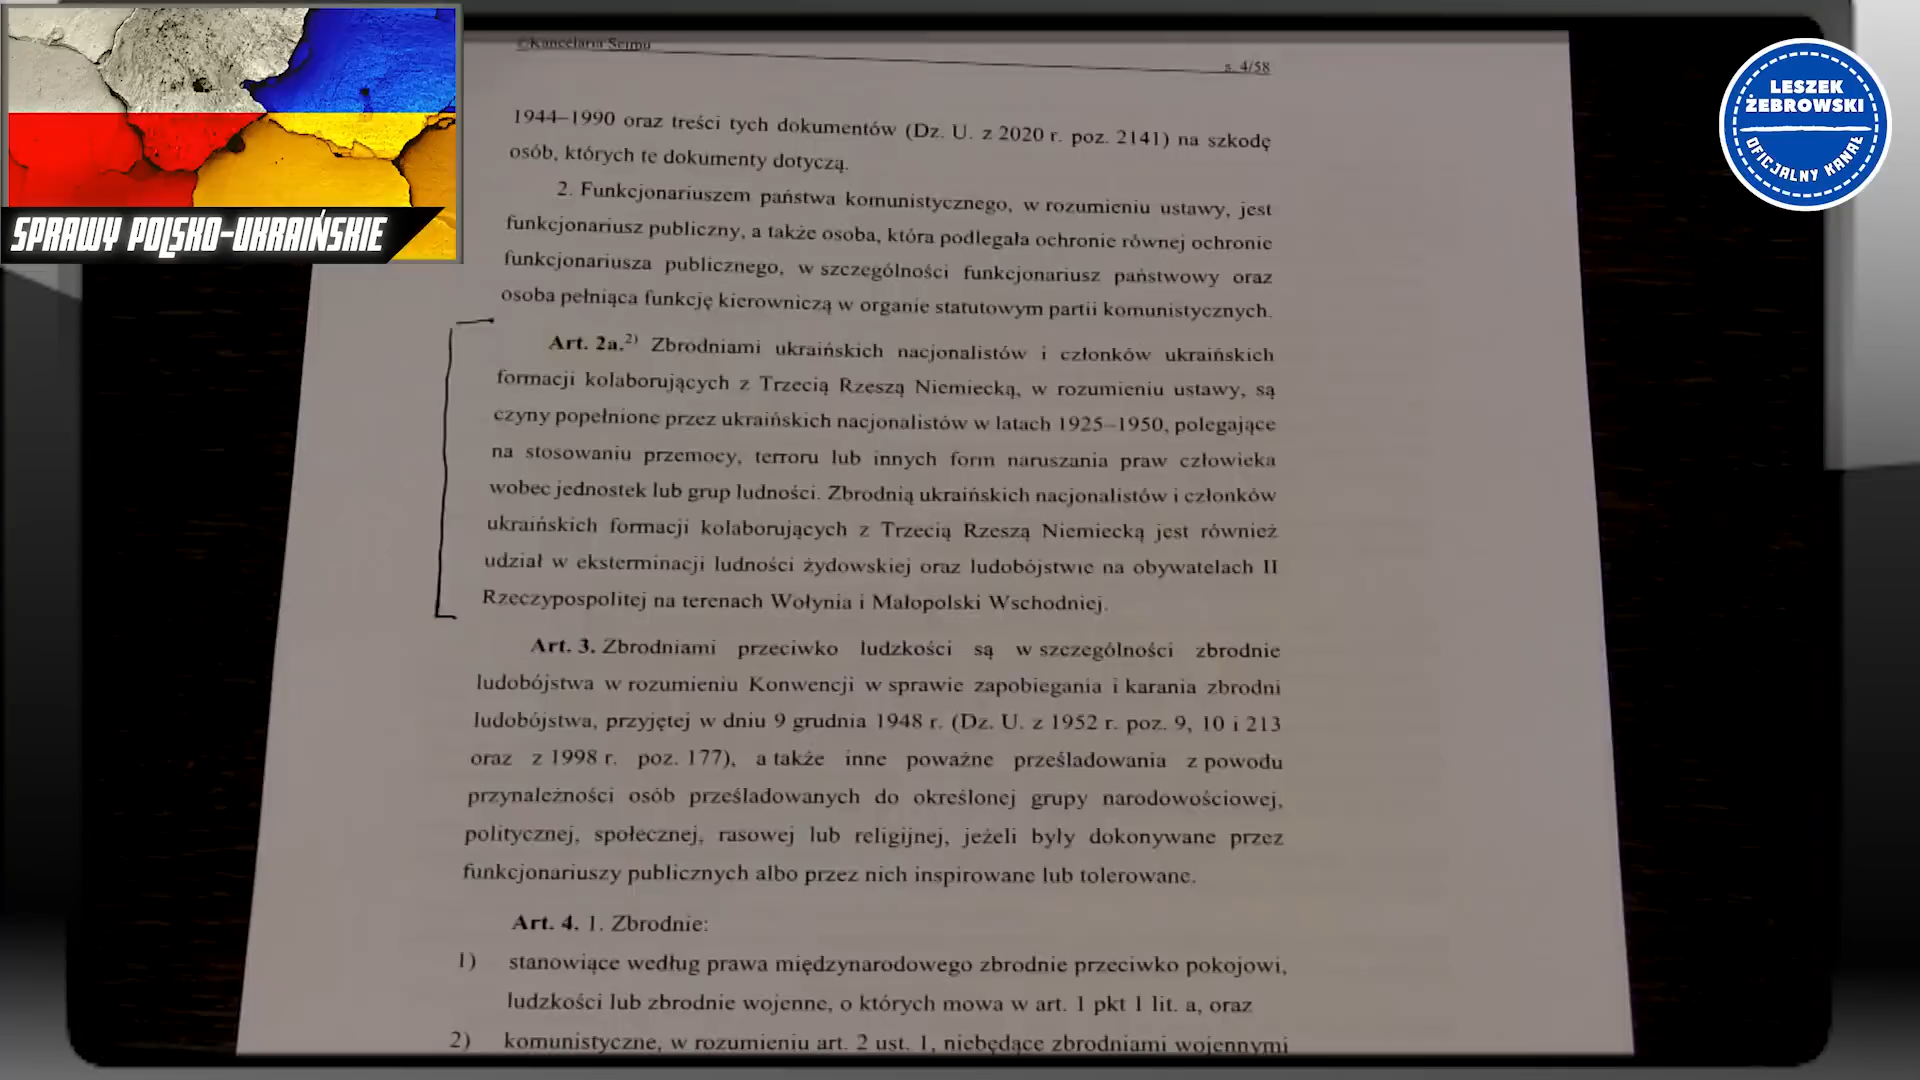 ©Kancelaria Sejmu
s. 4/58
1944–1990 oraz treści tych dokumentów (Dz. U. z 2020 r. poz. 2141) na szkodę
osób, których te dokumenty dotyczą.
2. Funkcjonariuszem państwa komunistycznego, w rozumieniu ustawy, jest
funkcjonariusz publiczny, a także osoba, która podlegała ochronie równej ochronie
funkcjonariusza publicznego, w szczególności funkcjonariusz państwowy oraz
osoba pełniąca funkcję kierowniczą w organie statutowym partii komunistycznych.
Art. 2a.2) Zbrodniami ukraińskich nacjonalistów i członków ukraińskich
formacji kolaborujących z Trzecią Rzeszą Niemiecką, w rozumieniu ustawy, są
czyny popełnione przez ukraińskich nacjonalistów w latach 1925–1950, polegające
na stosowaniu przemocy, terroru lub innych form naruszania praw człowieka
wobec jednostek lub grup ludności. Zbrodnią ukraińskich nacjonalistów i członków
ukraińskich formacji kolaborujących z Trzecią Rzeszą Niemiecką jest również
udział w eksterminacji ludności żydowskiej oraz ludobójstwie na obywatelach II
Rzeczypospolitej na terenach Wołynia i Małopolski Wschodniej.
Art. 3. Zbrodniami przeciwko ludzkości są w szczególności zbrodnie
ludobójstwa w rozumieniu Konwencji w sprawie zapobiegania i karania zbrodni
ludobójstwa, przyjętej w dniu 9 grudnia 1948 r. (Dz. U. z 1952 r. poz. 9, 10 i 213
oraz z 1998 r. poz. 177), a także inne poważne prześladowania z powodu
przynależności osób prześladowanych do określonej grupy narodowościowej,
politycznej, społecznej, rasowej lub religijnej, jeżeli były dokonywane przez
funkcjonariuszy publicznych albo przez nich inspirowane lub tolerowane.
Art. 4. 1. Zbrodnie:
1) stanowiące według prawa międzynarodowego zbrodnie przeciwko pokojowi,
ludzkości lub zbrodnie wojenne, o których mowa w art. 1 pkt 1 lit. a, oraz
2) komunistyczne, w rozumieniu art. 2 ust. 1, niebędące zbrodniami wojennymi
SPRAWY POLSKO-UKRAIŃSKIE
LESZEK
ŻEBROWSKI
OFICJALNY KANAŁ